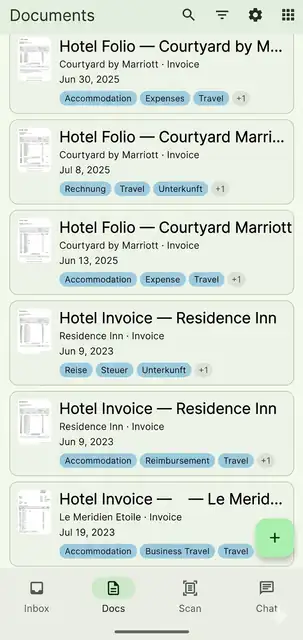 Documents
Hotel Folio — Courtyard by M...
Courtyard by Marriott · Invoice
Jun 30, 2025
Accommodation Expenses Travel +1
Hotel Folio — Courtyard Marri...
Courtyard by Marriott · Invoice
Jul 8, 2025
Rechnung Travel Unterkunft +1
Hotel Folio — Courtyard Marriott
Courtyard by Marriott · Invoice
Jun 13, 2025
Accommodation Expense Travel +1
Hotel Invoice — Residence Inn
Residence Inn · Invoice
Jun 9, 2023
Reise Steuer Unterkunft +1
Hotel Invoice — Residence Inn
Residence Inn · Invoice
Jun 9, 2023
Accommodation Reimbursement Travel +1
Hotel Invoice — — Le Merid...
Le Meridien Etoile · Invoice
Jul 19, 2023
Accommodation Business Travel Travel
+
Inbox Docs Scan Chat